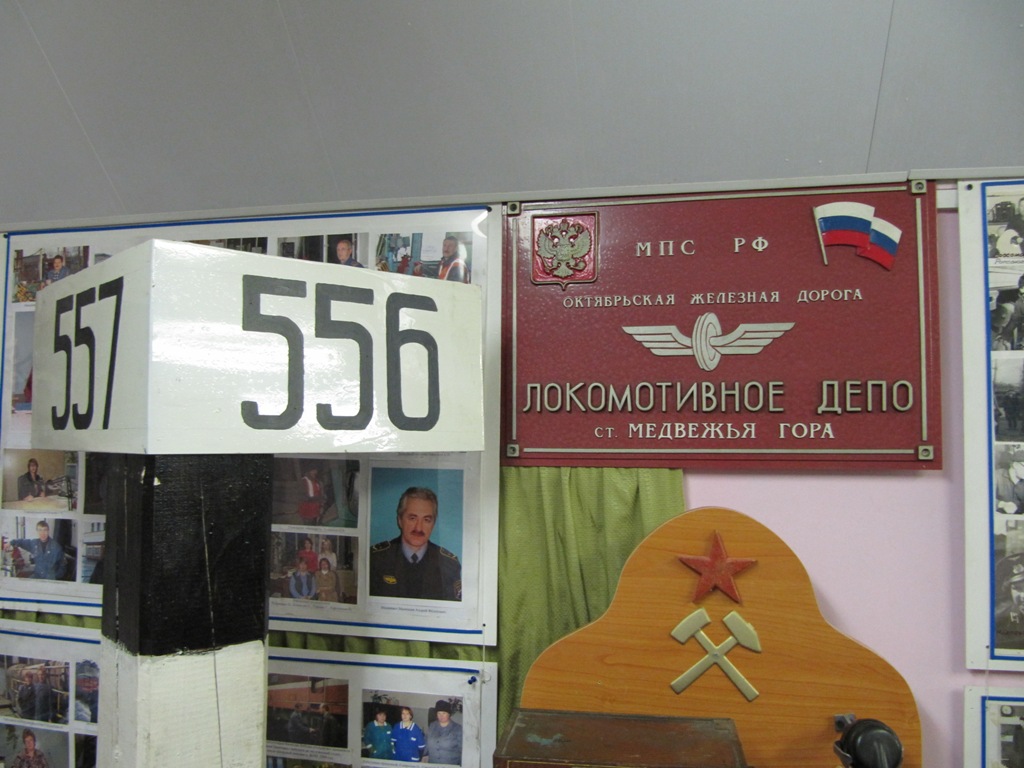 557
556
МПС РФ
ОКТЯБРЬСКАЯ ЖЕЛЕЗНАЯ ДОРОГА
ЛОКОМОТИВНОЕ ДЕПО
СТ. МЕДВЕЖЬЯ ГОРА